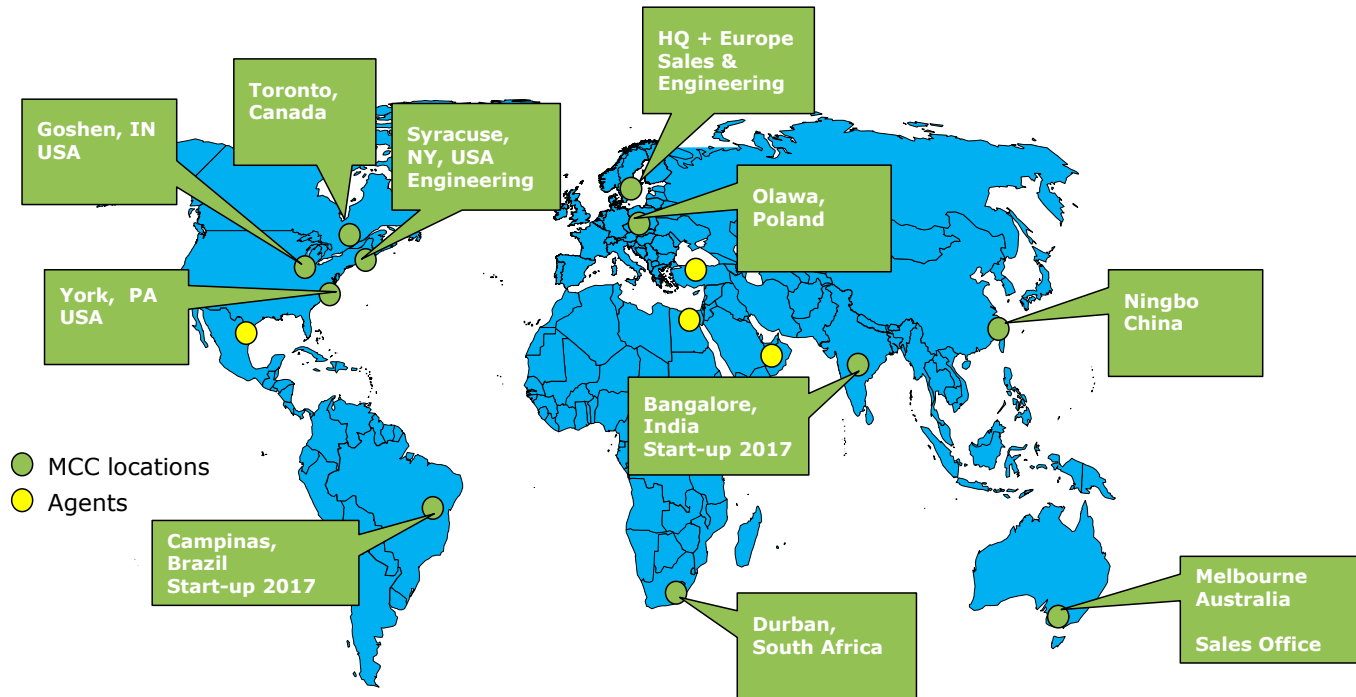 HQ + Europe
Sales &
Engineering
Toronto,
Canada
Goshen, IN
USA
Syracuse,
NY, USA
Engineering
Olawa,
Poland
York, PA
USA
Ningbo
China
Bangalore,
India
Start-up 2017
MCC locations
Agents
Campinas,
Brazil
Start-up 2017
Melbourne
Australia
Sales Office
Durban,
South Africa